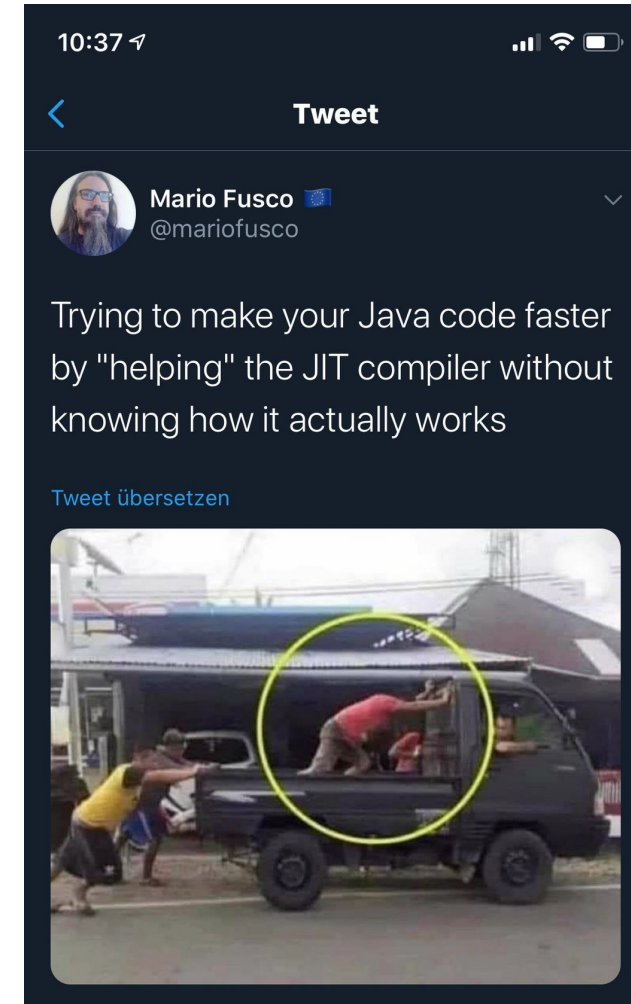 10:37
Tweet
Mario Fusco 🇪🇺
@mariofusco
Trying to make your Java code faster
by "helping" the JIT compiler without
knowing how it actually works
Tweet übersetzen